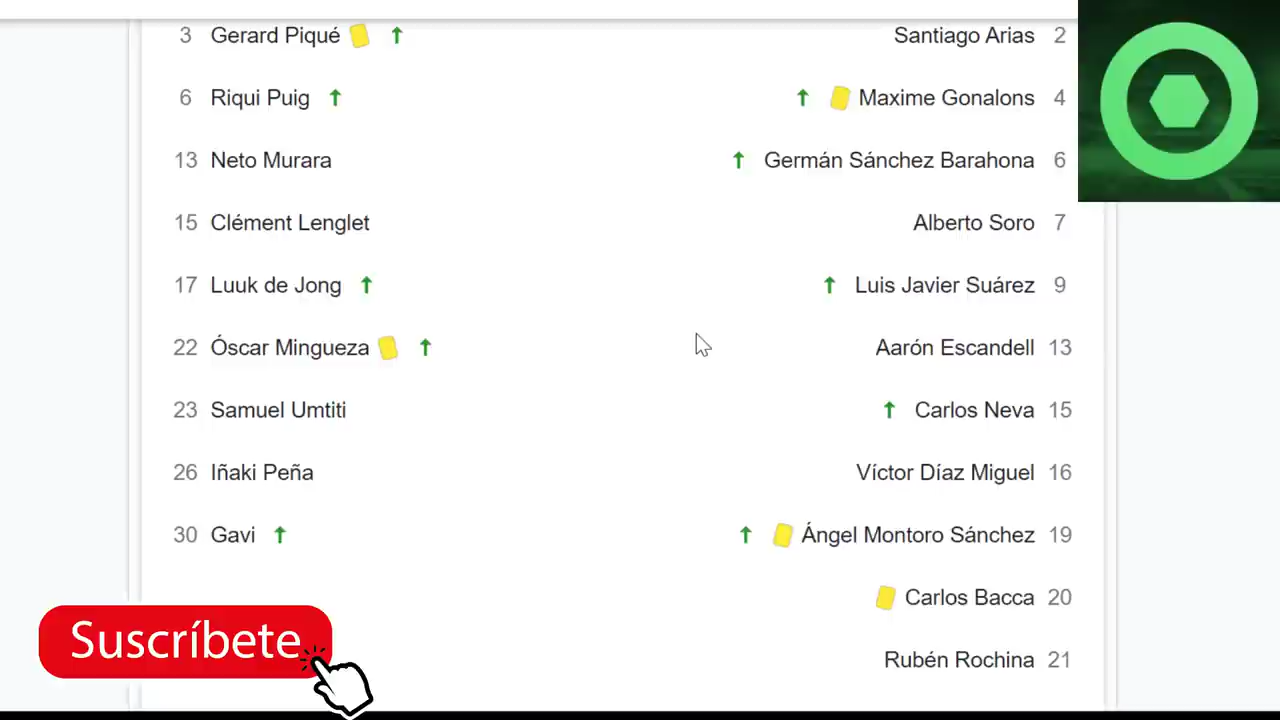 3 Gerard Piqué Santiago Arias 2
6 Riqui Puig Maxime Gonalons 4
13 Neto Murara Germán Sánchez Barahona 6
15 Clément Lenglet Alberto Soro 7
17 Luuk de Jong Luis Javier Suárez 9
22 Óscar Mingueza Aarón Escandell 13
23 Samuel Umtiti Carlos Neva 15
26 Iñaki Peña Víctor Díaz Miguel 16
30 Gavi Ángel Montoro Sánchez 19
Carlos Bacca 20
Rubén Rochina 21
Suscríbete